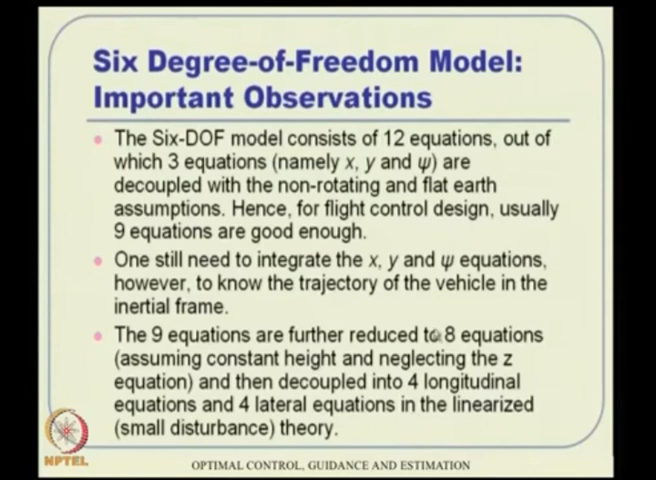 Six Degree-of-Freedom Model:
Important Observations
The Six-DOF model consists of 12 equations, out of
which 3 equations (namely x, y and ψ) are
decoupled with the non-rotating and flat earth
assumptions. Hence, for flight control design, usually
9 equations are good enough.
One still need to integrate the x, y and ψ equations,
however, to know the trajectory of the vehicle in the
inertial frame.
The 9 equations are further reduced to 8 equations
(assuming constant height and neglecting the z
equation) and then decoupled into 4 longitudinal
equations and 4 lateral equations in the linearized
(small disturbance) theory.
NPTEL
OPTIMAL CONTROL, GUIDANCE AND ESTIMATION